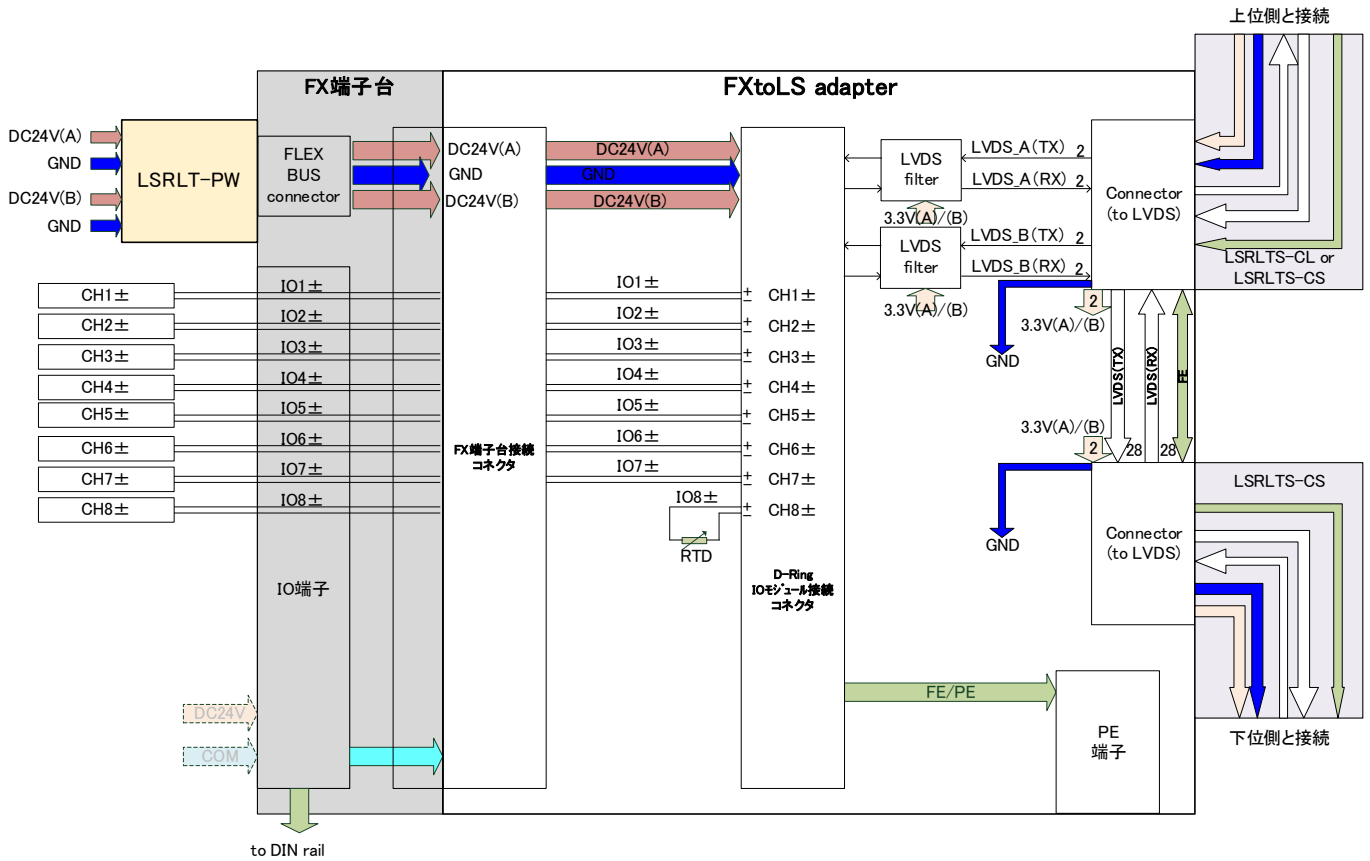 上位側と接続
FX端子台
FXtoLS adapter
DC24V(A)
GND
DC24V(B)
GND
LSRLT-PW
FLEX
BUS
connector
DC24V(A)
GND
DC24V(B)
DC24V(A)
GND
DC24V(B)
LVDS
filter
LVDS_A(TX) 2
LVDS_A(RX) 2
3.3V(A)/(B)
LVDS
filter
LVDS_B(TX) 2
LVDS_B(RX) 2
3.3V(A)/(B)
Connector
(to LVDS)
LSRLTS-CL or
LSRLTS-CS
CH1±
CH2±
CH3±
CH4±
CH5±
CH6±
CH7±
CH8±
IO1±
IO2±
IO3±
IO4±
IO5±
IO6±
IO7±
IO8±
IO端子
FX端子台接続
コネクタ
IO1±
IO2±
IO3±
IO4±
IO5±
IO6±
IO7±
IO8±
RTD
± CH1±
± CH2±
± CH3±
± CH4±
± CH5±
± CH6±
± CH7±
± CH8±
D-Ring
IOモジュール接続
コネクタ
2
3.3V(A)/(B)
GND
LVDS(TX)
LVDS(RX)
FE
3.3V(A)/(B)
2
28
28
GND
Connector
(to LVDS)
LSRLTS-CS
DC24V
COM
FE/PE
PE
端子
下位側と接続
to DIN rail